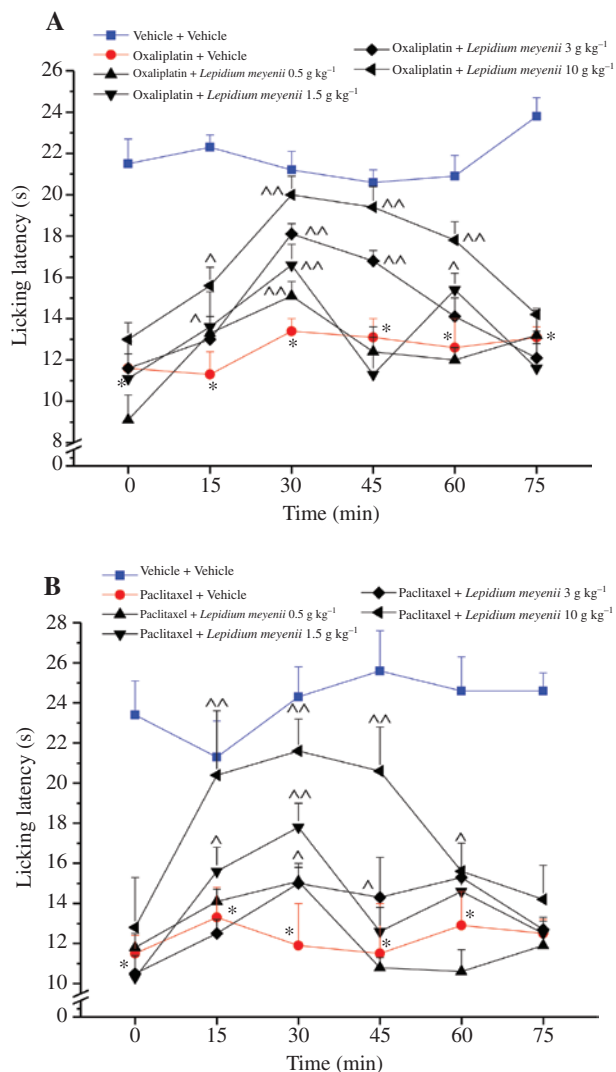 A
Vehicle + Vehicle
Oxaliplatin + Vehicle
Oxaliplatin + Lepidium meyenii 0.5 g kg⁻¹
Oxaliplatin + Lepidium meyenii 1.5 g kg⁻¹
Oxaliplatin + Lepidium meyenii 3 g kg⁻¹
Oxaliplatin + Lepidium meyenii 10 g kg⁻¹
Licking latency (s)
26
24
22
20
18
16
14
12
10
8
0
^^
^^
^
^^
^^
^^
^^
^
^
^^
*
*
*
*
*
*
0 15 30 45 60 75
Time (min)
B
Vehicle + Vehicle
Paclitaxel + Vehicle
Paclitaxel + Lepidium meyenii 0.5 g kg⁻¹
Paclitaxel + Lepidium meyenii 1.5 g kg⁻¹
Paclitaxel + Lepidium meyenii 3 g kg⁻¹
Paclitaxel + Lepidium meyenii 10 g kg⁻¹
Licking latency (s)
28
26
24
22
20
18
16
14
12
10
0
^^
^^
^^
^^
^
^
^
^
*
*
*
*
*
0 15 30 45 60 75
Time (min)